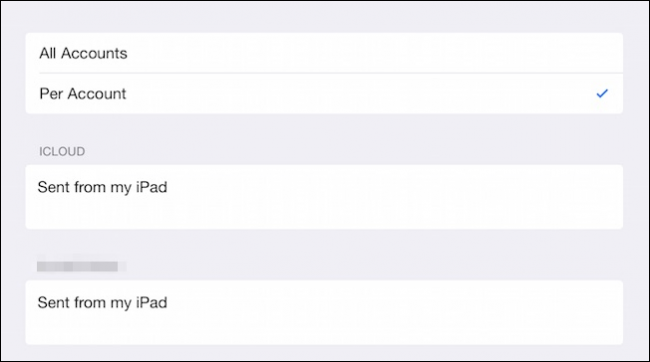 All Accounts
Per Account
ICLOUD
Sent from my iPad
Sent from my iPad